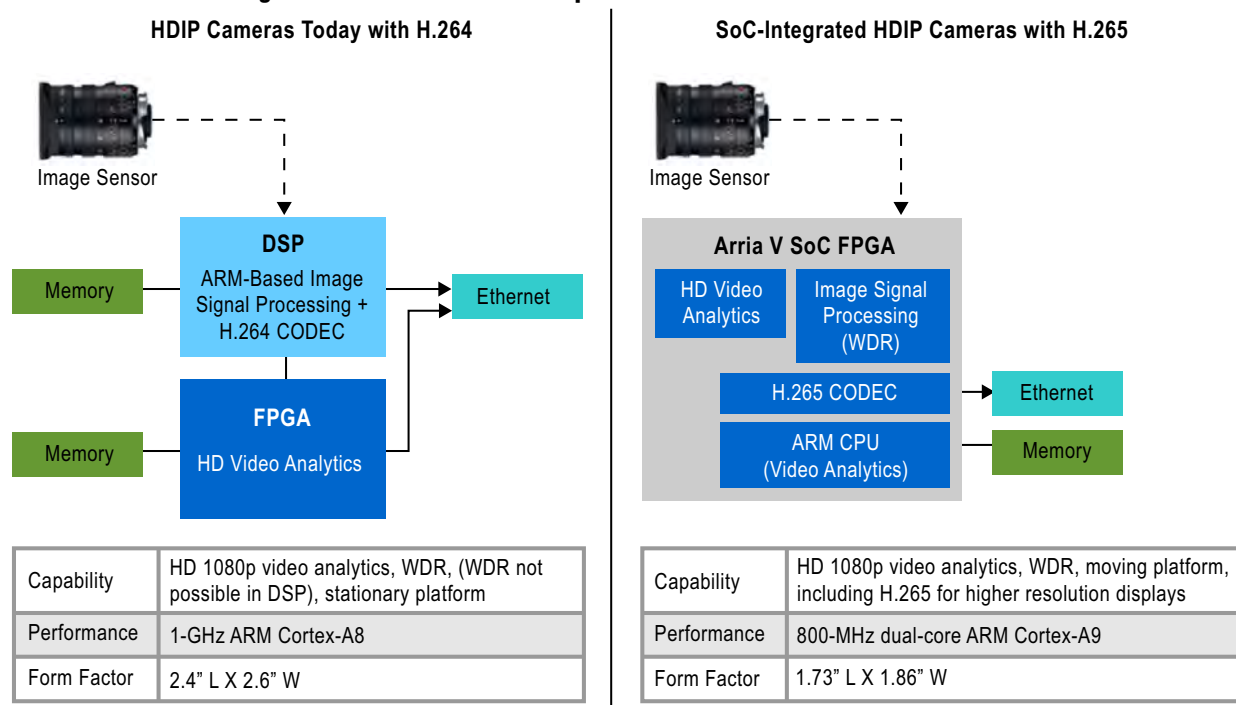 HDIP Cameras Today with H.264
Image Sensor
DSP
ARM-Based Image
Signal Processing +
H.264 CODEC
Memory
Ethernet
FPGA
HD Video Analytics
Memory
Capability
HD 1080p video analytics, WDR, (WDR not
possible in DSP), stationary platform
Performance
1-GHz ARM Cortex-A8
Form Factor
2.4” L X 2.6” W
SoC-Integrated HDIP Cameras with H.265
Image Sensor
Arria V SoC FPGA
HD Video
Analytics
Image Signal
Processing
(WDR)
H.265 CODEC
Ethernet
ARM CPU
(Video Analytics)
Memory
Capability
HD 1080p video analytics, WDR, moving platform,
including H.265 for higher resolution displays
Performance
800-MHz dual-core ARM Cortex-A9
Form Factor
1.73” L X 1.86” W